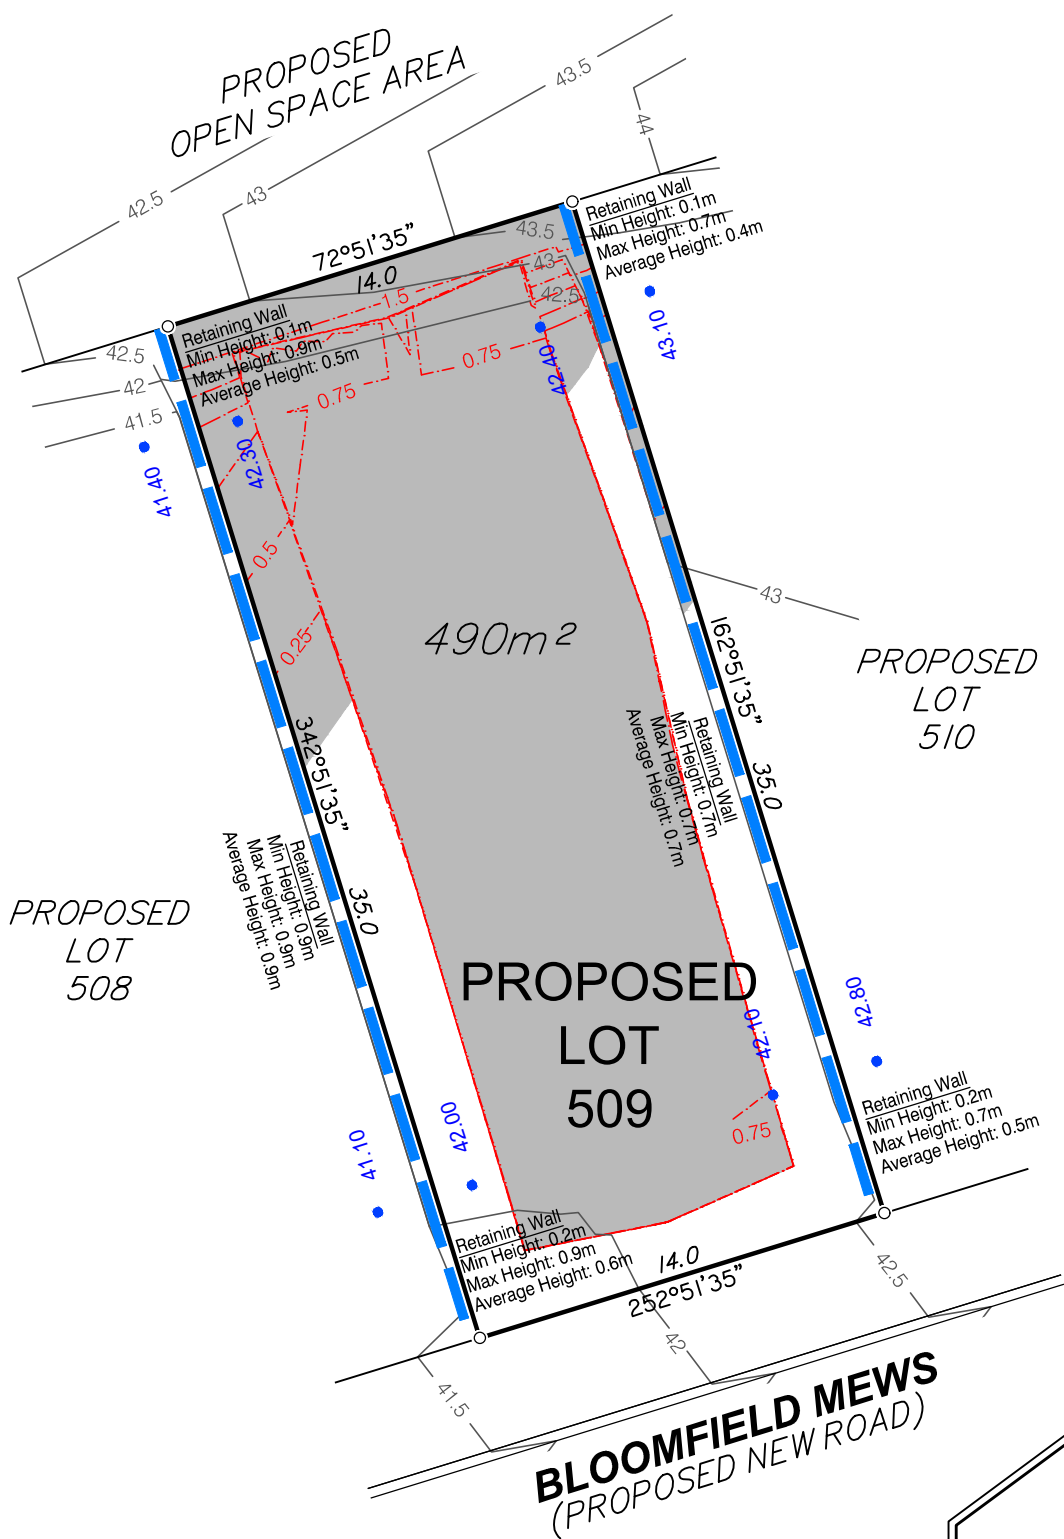 PROPOSED
OPEN SPACE AREA
43.5
44
42.5
43
72°51'35"
14.0
43.5
43
42.5
Retaining Wall
Min Height: 0.1m
Max Height: 0.7m
Average Height: 0.4m
43.10
1.5
42.40
0.75
0.75
Retaining Wall
Min Height: 0.1m
Max Height: 0.9m
Average Height: 0.5m
42.5
42
41.5
41.40
42.30
0.5
0.25
490m²
43
162°51'35"
35.0
PROPOSED
LOT
510
Retaining Wall
Min Height: 0.7m
Max Height: 0.7m
Average Height: 0.7m
342°51'35"
35.0
Retaining Wall
Min Height: 0.9m
Max Height: 0.9m
Average Height: 0.9m
PROPOSED
LOT
508
PROPOSED
LOT
509
42.10
42.80
0.75
42.00
41.10
Retaining Wall
Min Height: 0.2m
Max Height: 0.7m
Average Height: 0.5m
Retaining Wall
Min Height: 0.2m
Max Height: 0.9m
Average Height: 0.6m
14.0
252°51'35"
42.5
42
41.5
BLOOMFIELD MEWS
(PROPOSED NEW ROAD)